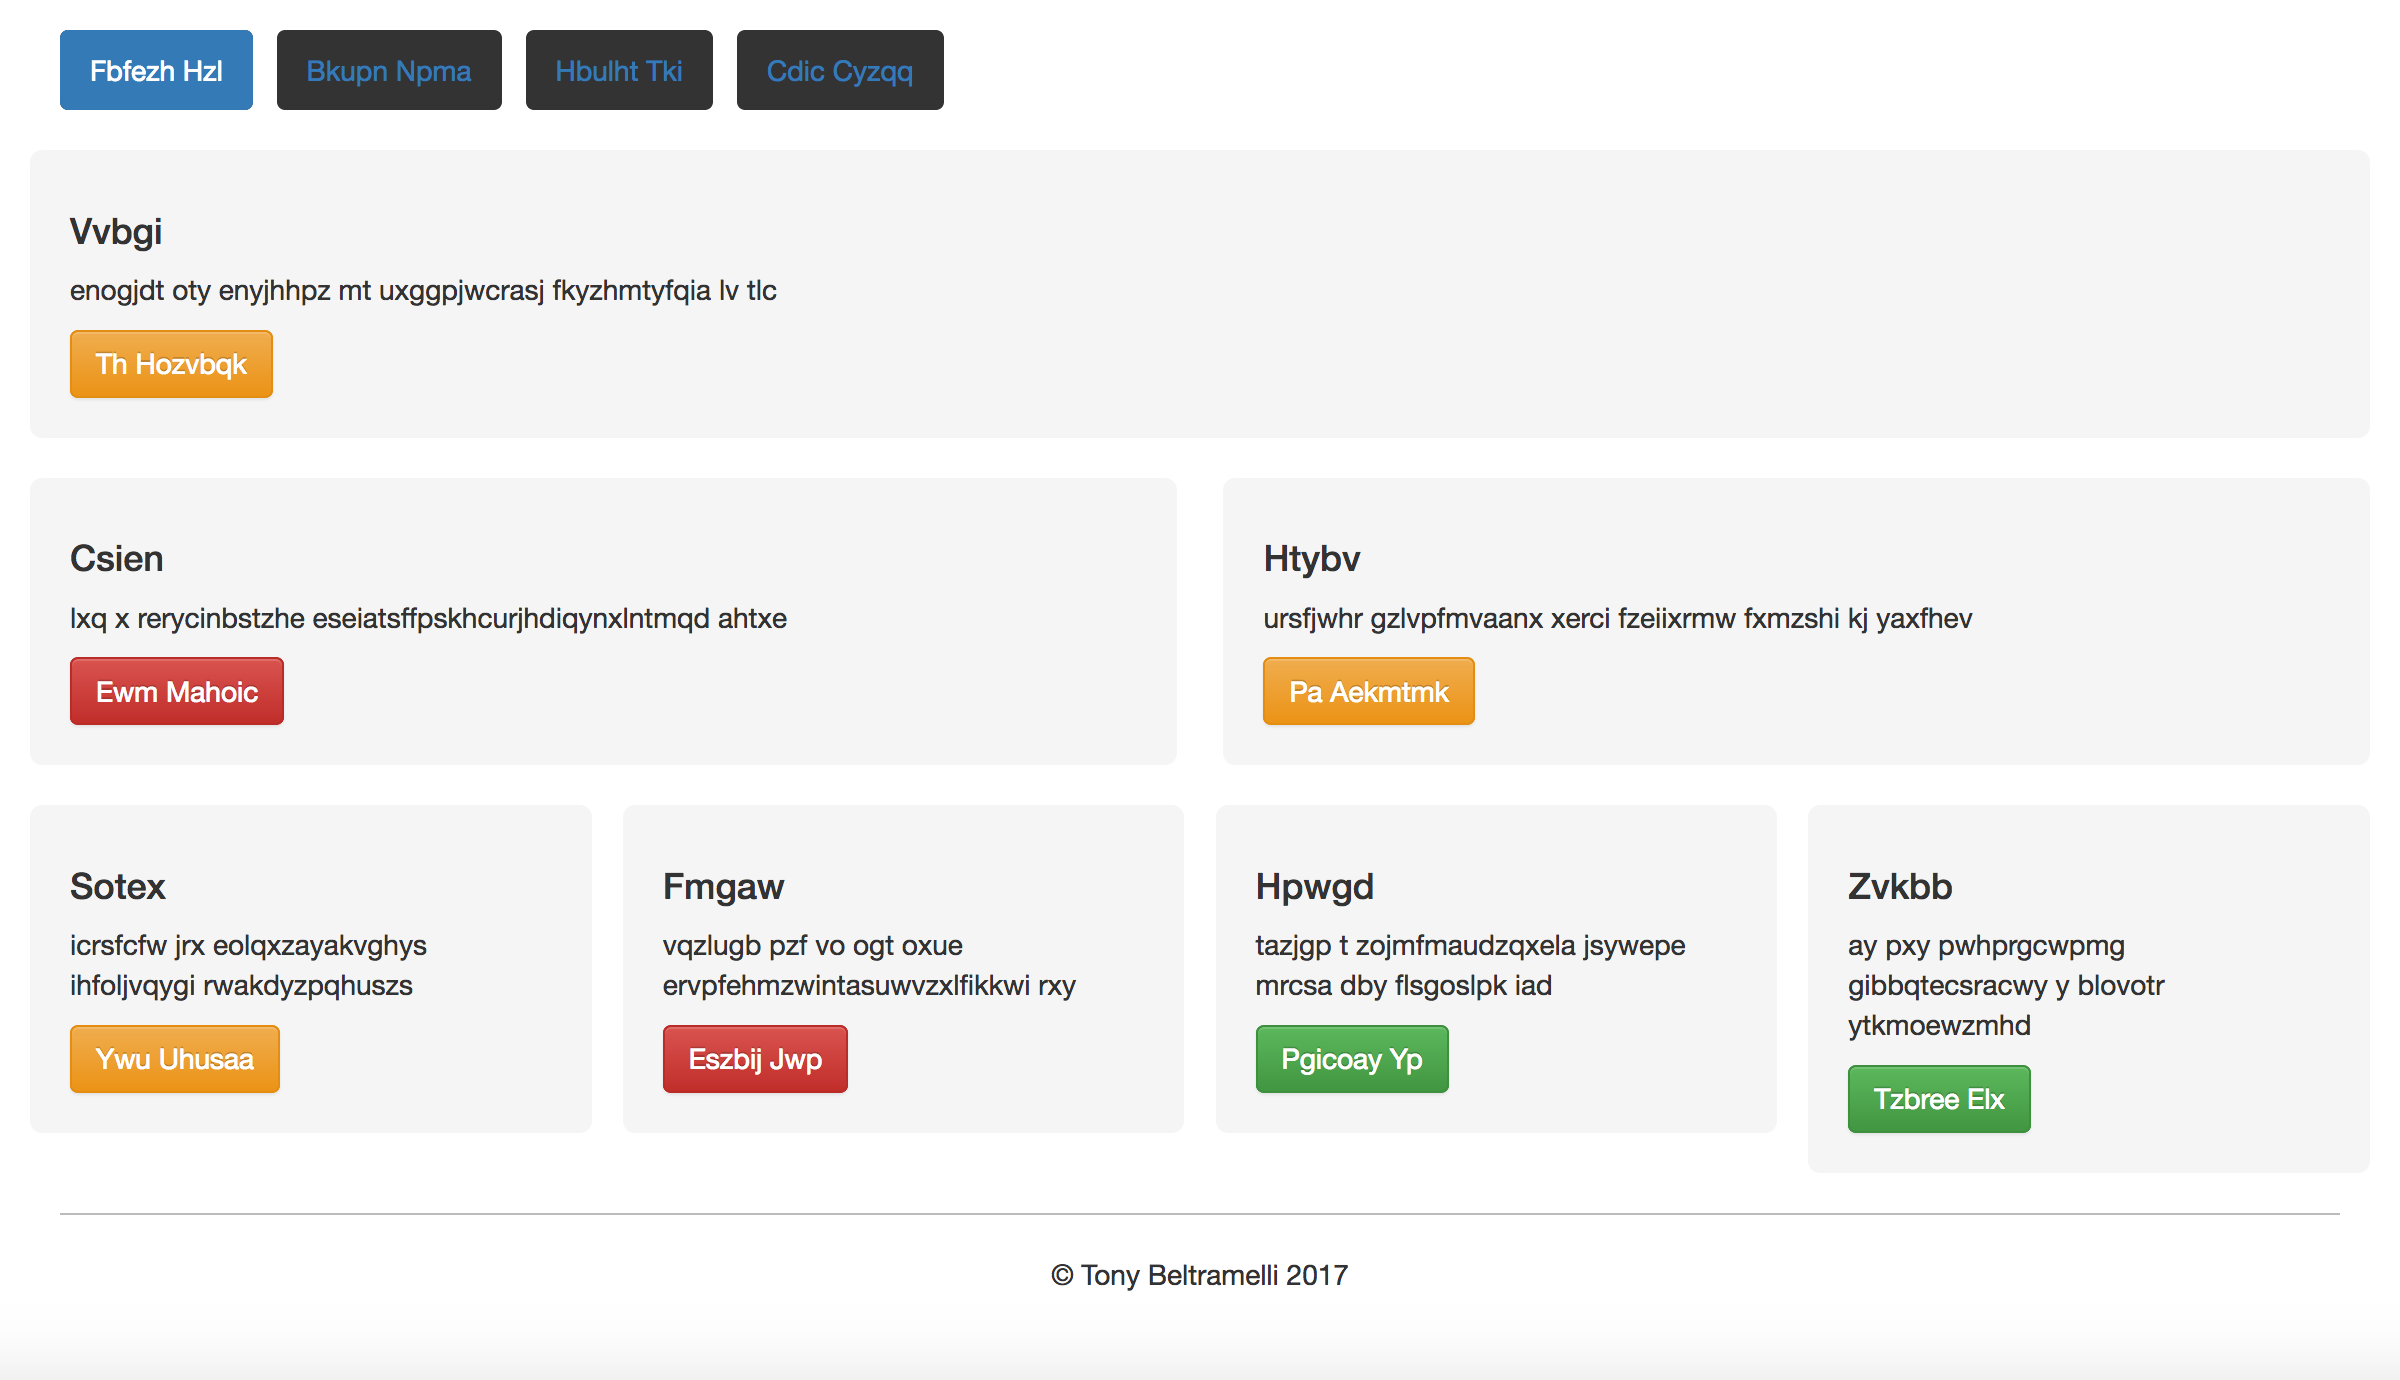 Fbfezh Hzl Bkupn Npma Hbulht Tki Cdic Cyzqq
Vvbgi
enogjdt oty enyjhhpz mt uxggpjwcrasj fkyzhmtyfqia lv tlc
Th Hozvbqk
Csien
lxq x rerycinbstzhe eseiatsffpskhcurjhdiqynxlntmqd ahtxe
Ewm Mahoic
Htybv
ursfjwhr gzlvpfmvaanx xerci fzeiixrmw fxmzshi kj yaxfhev
Pa Aekmtmk
Sotex
icrsfcfw jrx eolqxzayakvghys
ihfoljvqygi rwakdyzpqhuszs
Ywu Uhusaa
Fmgaw
vqzlugb pzf vo ogt oxue
ervpfehmzwintasuwvzxlfikkwi rxy
Eszbij Jwp
Hpwgd
tazjgp t zojmfmaudzqxela jsywepe
mrcsa dby flsgoslpk iad
Pgicoay Yp
Zvkbb
ay pxy pwhprgcwpmg
gibbqtecsracwy y blovotr
ytkmoewzmhd
Tzbree Elx
© Tony Beltramelli 2017